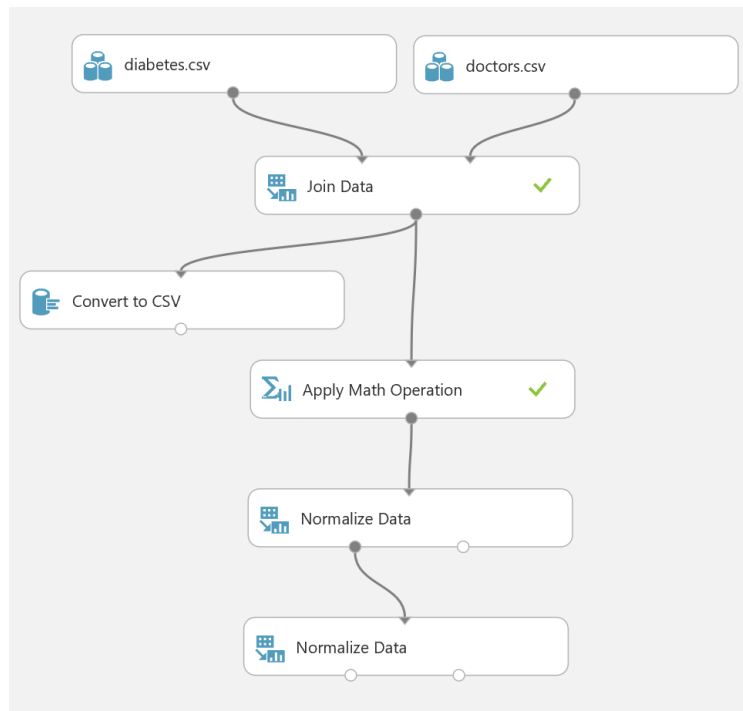 diabetes.csv
doctors.csv
Join Data
Convert to CSV
Apply Math Operation
Normalize Data
Normalize Data